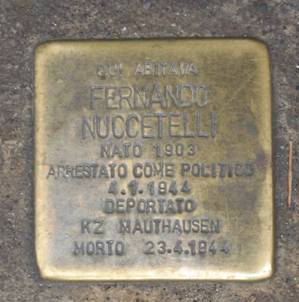 QUI ABITAVA
FERNANDO
NUCCETELLI
NATO 1903
ARRESTATO COME POLITICO
4.1.1944
DEPORTATO
KZ MAUTHAUSEN
MORTO 23.4.1944